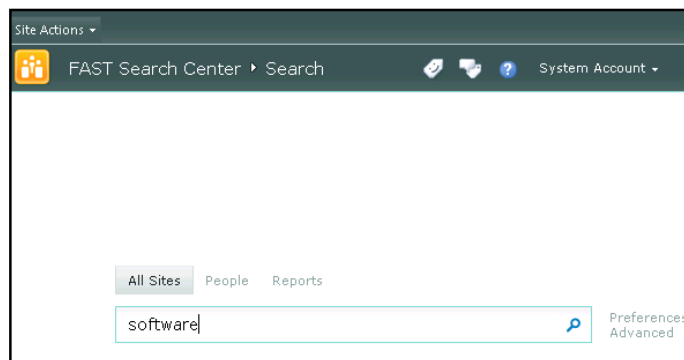 Site Actions
FAST Search Center Search
System Account
All Sites People Reports
software
Preferences
Advanced